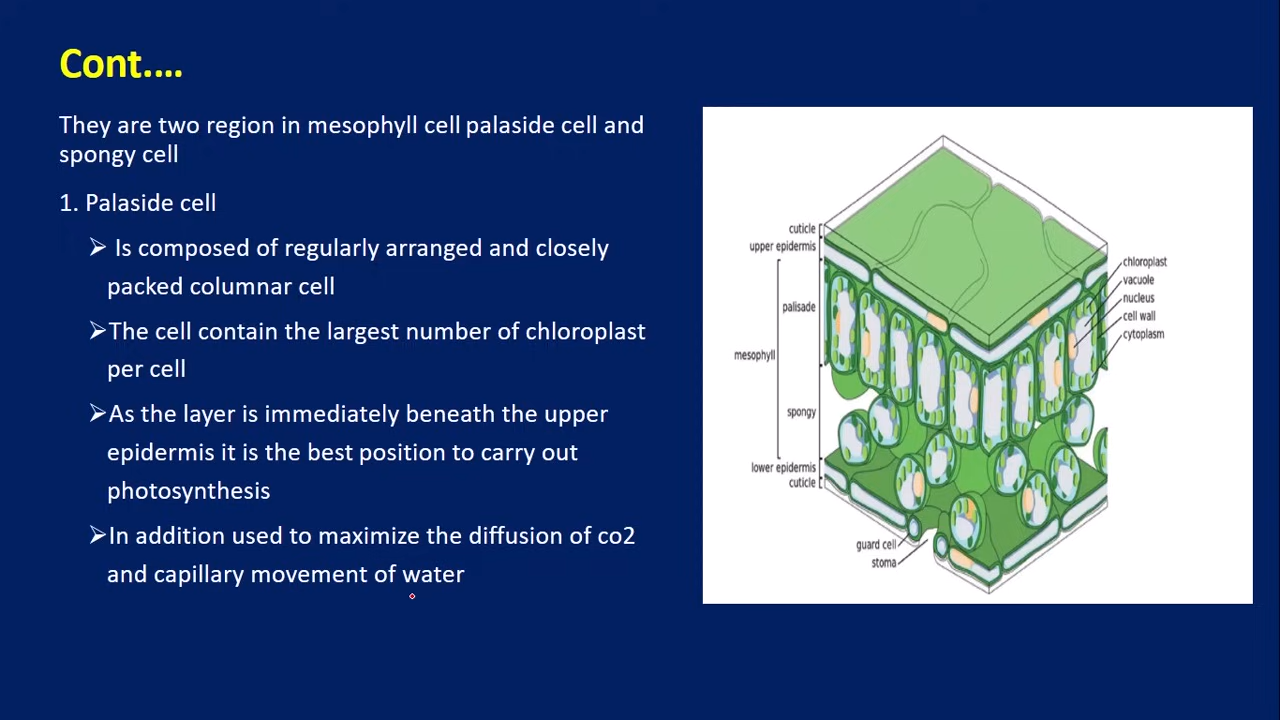 Cont....
They are two region in mesophyll cell palaside cell and
spongy cell
1. Palaside cell
➢ Is composed of regularly arranged and closely
packed columnar cell
➢The cell contain the largest number of chloroplast
per cell
➢As the layer is immediately beneath the upper
epidermis it is the best position to carry out
photosynthesis
➢In addition used to maximize the diffusion of co2
and capillary movement of water
cuticle
upper epidermis
palisade
mesophyll
spongy
lower epidermis
cuticle
guard cell
stoma
chloroplast
vacuole
nucleus
cell wall
cytoplasm